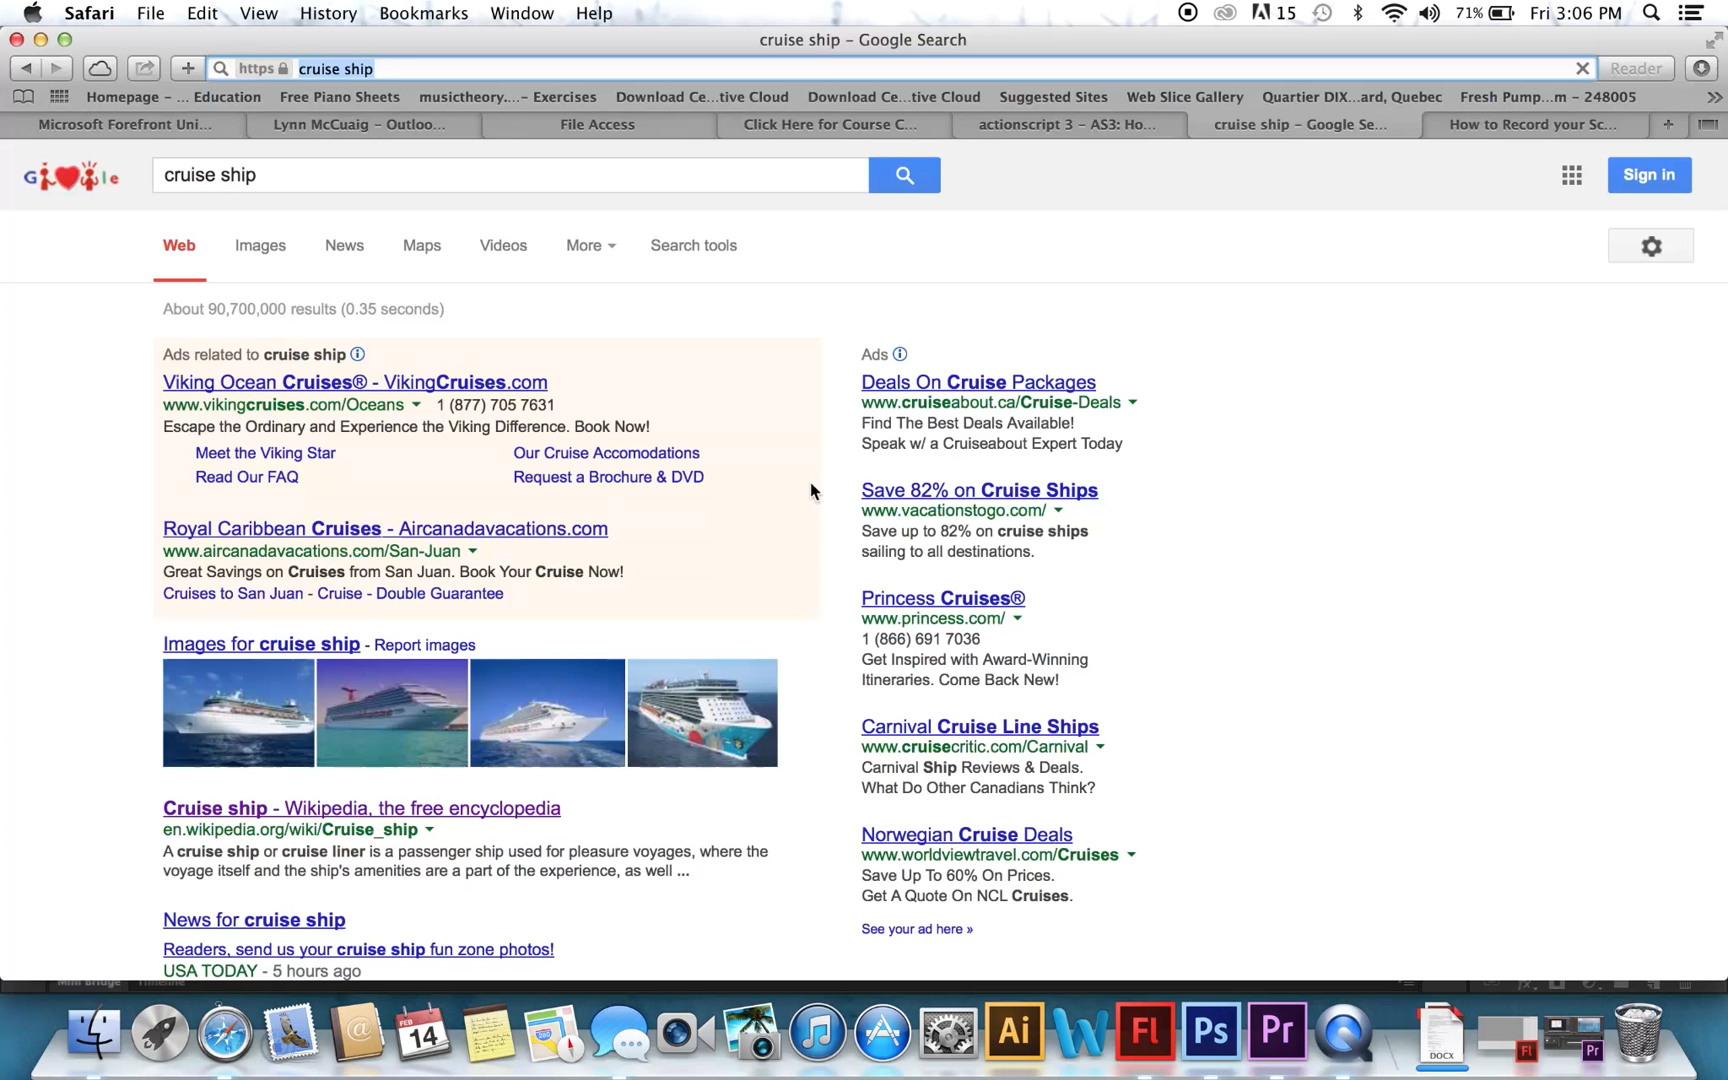 Safari File Edit View History Bookmarks Window Help 15 71% Fri 3:06 PM
cruise ship – Google Search
https cruise ship Reader
Homepage – ... Education Free Piano Sheets musictheory....– Exercises Download Ce...tive Cloud Download Ce...tive Cloud Suggested Sites Web Slice Gallery Quartier DIX...ard, Quebec Fresh Pump...m – 248005
Microsoft Forefront Uni... Lynn McCuaig – Outloo... File Access Click Here for Course C... actionscript 3 – AS3: Ho... cruise ship – Google Se... How to Record your Sc...
cruise ship Sign in
Web Images News Maps Videos More Search tools
About 90,700,000 results (0.35 seconds)
Ads related to cruise ship
Viking Ocean Cruises® - VikingCruises.com
www.vikingcruises.com/Oceans 1 (877) 705 7631
Escape the Ordinary and Experience the Viking Difference. Book Now!
Meet the Viking Star Our Cruise Accomodations
Read Our FAQ Request a Brochure & DVD
Royal Caribbean Cruises - Aircanadavacations.com
www.aircanadavacations.com/San-Juan
Great Savings on Cruises from San Juan. Book Your Cruise Now!
Cruises to San Juan - Cruise - Double Guarantee
Images for cruise ship - Report images
Cruise ship - Wikipedia, the free encyclopedia
en.wikipedia.org/wiki/Cruise_ship
A cruise ship or cruise liner is a passenger ship used for pleasure voyages, where the
voyage itself and the ship's amenities are a part of the experience, as well ...
News for cruise ship
Readers, send us your cruise ship fun zone photos!
USA TODAY - 5 hours ago
Ads
Deals On Cruise Packages
www.cruiseabout.ca/Cruise-Deals
Find The Best Deals Available!
Speak w/ a Cruiseabout Expert Today
Save 82% on Cruise Ships
www.vacationstogo.com/
Save up to 82% on cruise ships
sailing to all destinations.
Princess Cruises®
www.princess.com/
1 (866) 691 7036
Get Inspired with Award-Winning
Itineraries. Come Back New!
Carnival Cruise Line Ships
www.cruisecritic.com/Carnival
Carnival Ship Reviews & Deals.
What Do Other Canadians Think?
Norwegian Cruise Deals
www.worldviewtravel.com/Cruises
Save Up To 60% On Prices.
Get A Quote On NCL Cruises.
See your ad here »
Mini Bridge Timeline
FEB
14
Ai Fl Ps Pr DOCX Fl Pr